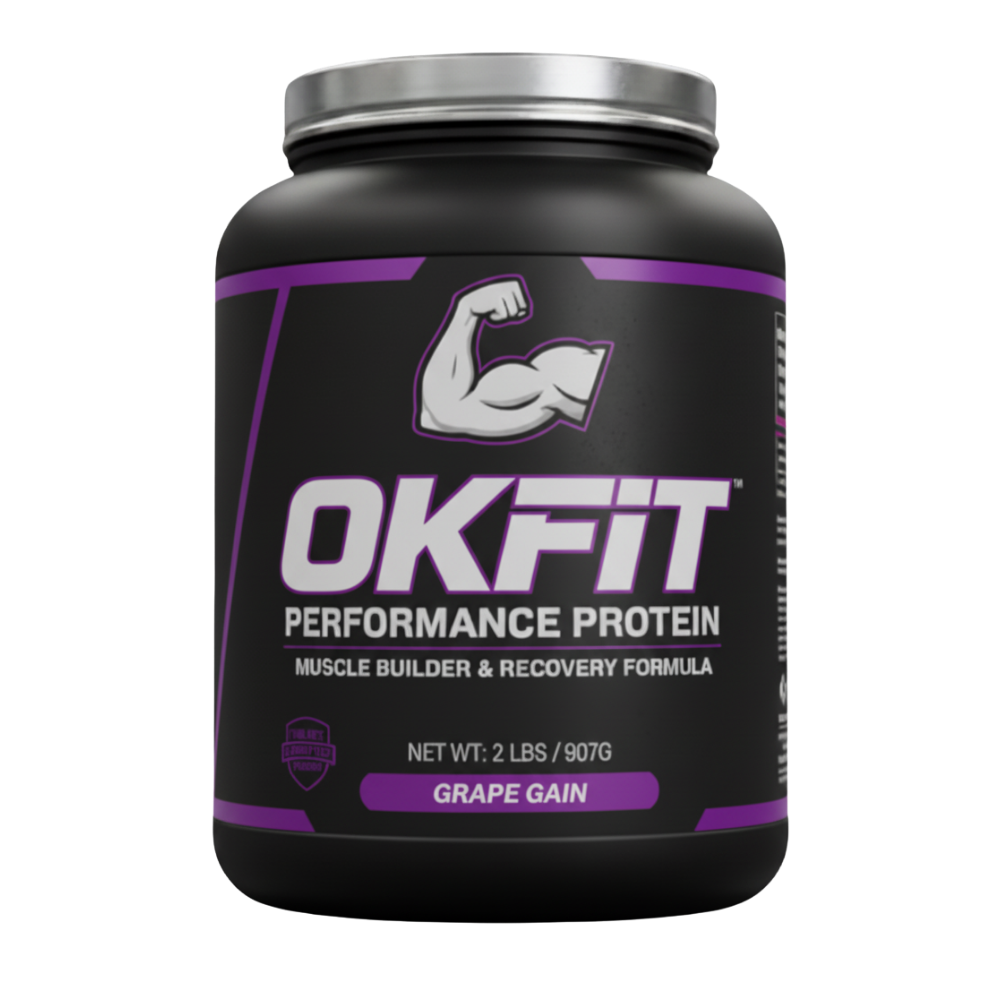 OKFiT™
PERFORMANCE PROTEIN
MUSCLE BUILDER & RECOVERY FORMULA
NET WT: 2 LBS / 907G
GRAPE GAIN